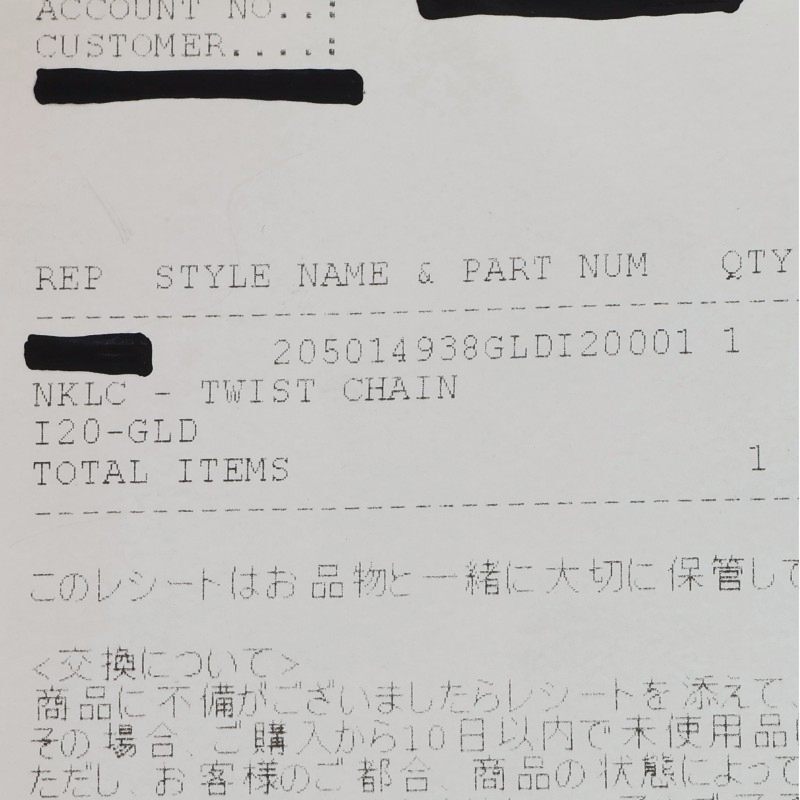 ACCOUNT NO..:
CUSTOMER....:
REP STYLE NAME & PART NUM QTY
205014938GLDI20001 1
NKLC - TWIST CHAIN
I20-GLD
TOTAL ITEMS 1
このレシートはお品物と一緒に大切に保管して
<交換について>
商品に不備がございましたらレシートを添えて、
その場合、ご購入から10日以内で未使用品に
ただし、お客様のご都合、商品の状態によって